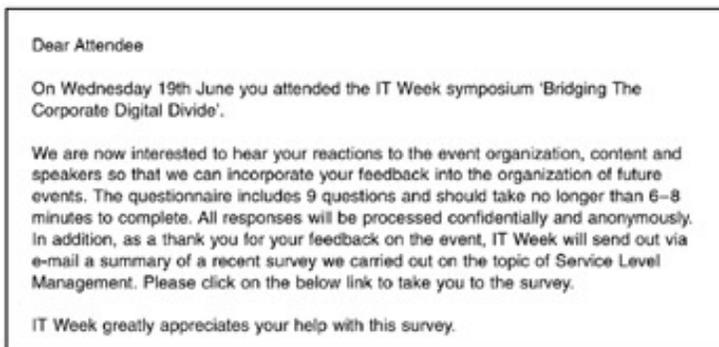 Dear Attendee
On Wednesday 19th June you attended the IT Week symposium ‘Bridging The
Corporate Digital Divide’.
We are now interested to hear your reactions to the event organization, content and
speakers so that we can incorporate your feedback into the organization of future
events. The questionnaire includes 9 questions and should take no longer than 6–8
minutes to complete. All responses will be processed confidentially and anonymously.
In addition, as a thank you for your feedback on the event, IT Week will send out via
e-mail a summary of a recent survey we carried out on the topic of Service Level
Management. Please click on the below link to take you to the survey.
IT Week greatly appreciates your help with this survey.